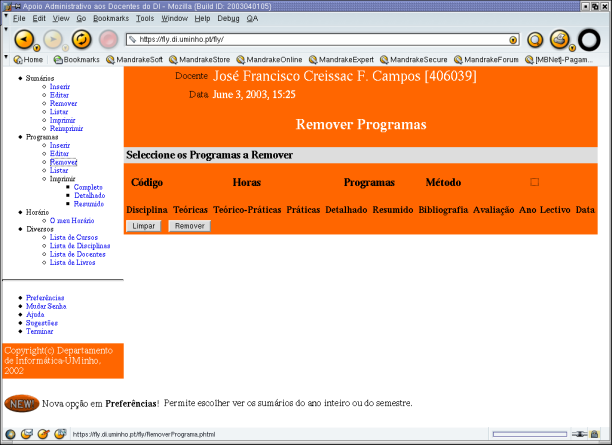 Apoio Administrativo aos Docentes do DI - Mozilla {Build ID: 2003040105}
File Edit View Go Bookmarks Tools Window Help Debug QA
https://fly.di.uminho.pt/fly/
Home Bookmarks MandrakeSoft MandrakeStore MandrakeOnline MandrakeExpert MandrakeSecure MandrakeForum [MBNet]-Pagam...
Sumários
Inserir
Editar
Remover
Listar
Imprimir
Reimprimir
Programas
Inserir
Editar
Remover
Listar
Imprimir
Completo
Detalhado
Resumido
Horário
O meu Horário
Diversos
Lista de Cursos
Lista de Disciplinas
Lista de Docentes
Lista de Livros
Preferências
Mudar Senha
Ajuda
Sugestões
Terminar
Copyright(c) Departamento
de Informática-UMinho.
2002
Docente José Francisco Creissac F. Campos [406039]
Data June 3, 2003, 15:25
Remover Programas
Seleccione os Programas a Remover
Código Horas Programas Método
Disciplina Teóricas Teórico-Práticas Práticas Detalhado Resumido Bibliografia Avaliação Ano Lectivo Data
Limpar Remover
NEW! Nova opção em Preferências! Permite escolher ver os sumários do ano inteiro ou do semestre.
https://fly.di.uminho.pt/fly/RemoverPrograma.phtml